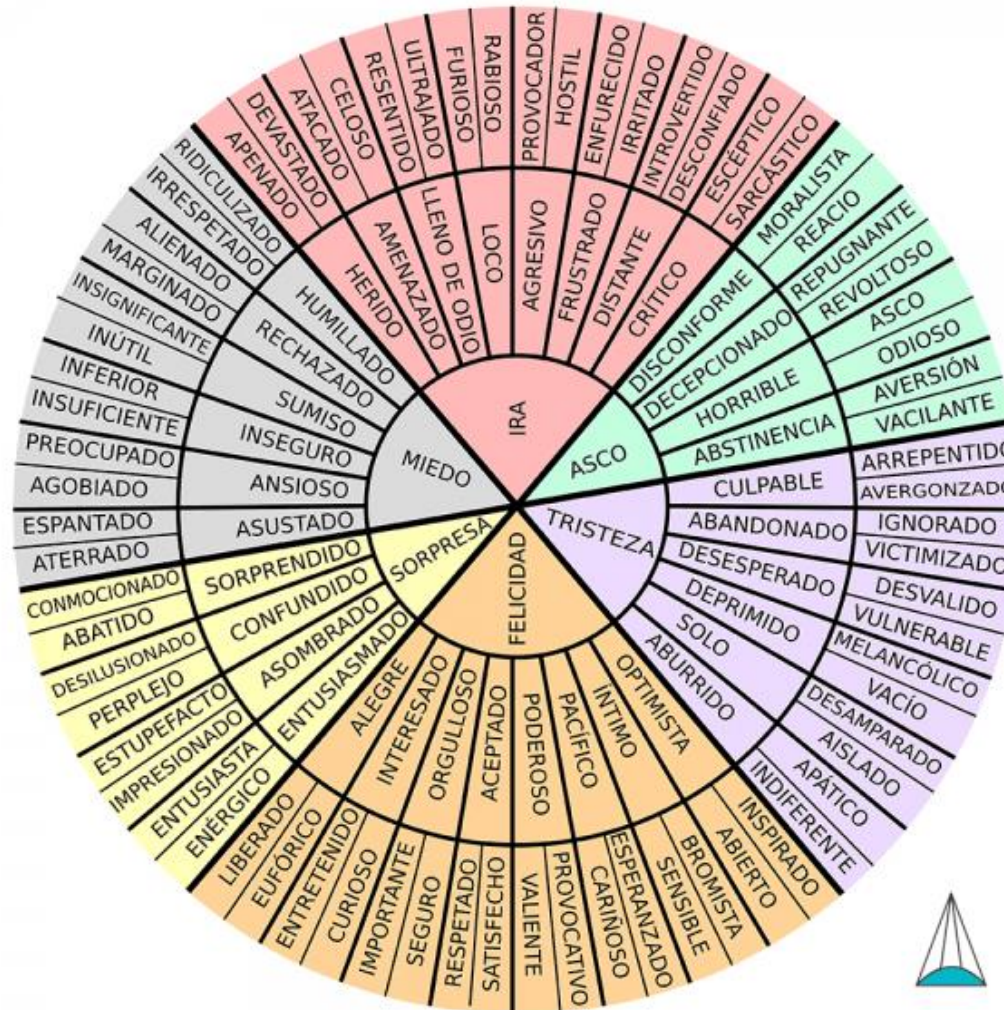 IRA
HERIDO
APENADO
DEVASTADO
AMENAZADO
ATACADO
CELOSO
LLENO DE ODIO
RESENTIDO
ULTRAJADO
LOCO
FURIOSO
RABIOSO
AGRESIVO
PROVOCADOR
HOSTIL
FRUSTRADO
ENFURECIDO
IRRITADO
DISTANTE
INTROVERTIDO
DESCONFIADO
CRÍTICO
ESCÉPTICO
SARCÁSTICO
ASCO
DISCONFORME
MORALISTA
REACIO
DECEPCIONADO
REPUGNANTE
REVOLTOSO
HORRIBLE
ASCO
ODIOSO
ABSTINENCIA
AVERSIÓN
VACILANTE
TRISTEZA
CULPABLE
ARREPENTIDO
AVERGONZADO
ABANDONADO
IGNORADO
VICTIMIZADO
DESESPERADO
DESVALIDO
VULNERABLE
DEPRIMIDO
MELANCÓLICO
VACÍO
SOLO
DESAMPARADO
AISLADO
ABURRIDO
APÁTICO
INDIFERENTE
FELICIDAD
OPTIMISTA
INSPIRADO
ABIERTO
ÍNTIMO
BROMISTA
SENSIBLE
PACÍFICO
ESPERANZADO
CARIÑOSO
PODEROSO
PROVOCATIVO
VALIENTE
ACEPTADO
SATISFECHO
RESPETADO
ORGULLOSO
SEGURO
IMPORTANTE
INTERESADO
CURIOSO
ENTRETENIDO
ALEGRE
EUFÓRICO
LIBERADO
SORPRESA
ENTUSIASMADO
ENÉRGICO
ENTUSIASTA
ASOMBRADO
IMPRESIONADO
ESTUPEFACTO
CONFUNDIDO
PERPLEJO
DESILUSIONADO
SORPRENDIDO
ABATIDO
CONMOCIONADO
MIEDO
ASUSTADO
ATERRADO
ESPANTADO
ANSIOSO
AGOBIADO
PREOCUPADO
INSEGURO
INSUFICIENTE
INFERIOR
SUMISO
INÚTIL
INSIGNIFICANTE
RECHAZADO
MARGINADO
ALIENADO
HUMILLADO
IRRESPETADO
RIDICULIZADO